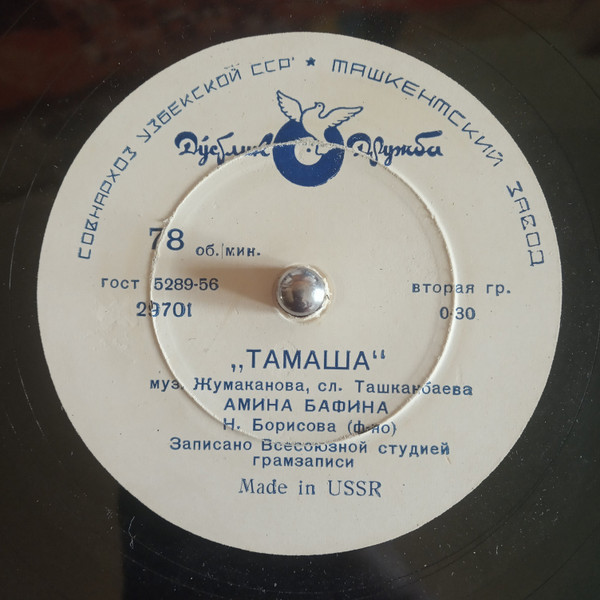 СОВНАРХОЗ УЗБЕКСКОЙ ССР ★ ТАШКЕНТСКИЙ ЗАВОД
Дўстлик Дружба
78 об./мин.
гост 5289-56 вторая гр.
29701 0-30
„ТАМАША“
муз. Жумаканова, сл. Ташканбаева
АМИНА БАФИНА
Н. Борисова (ф-но)
Записано Всесоюзной студией
грамзаписи
Made in USSR